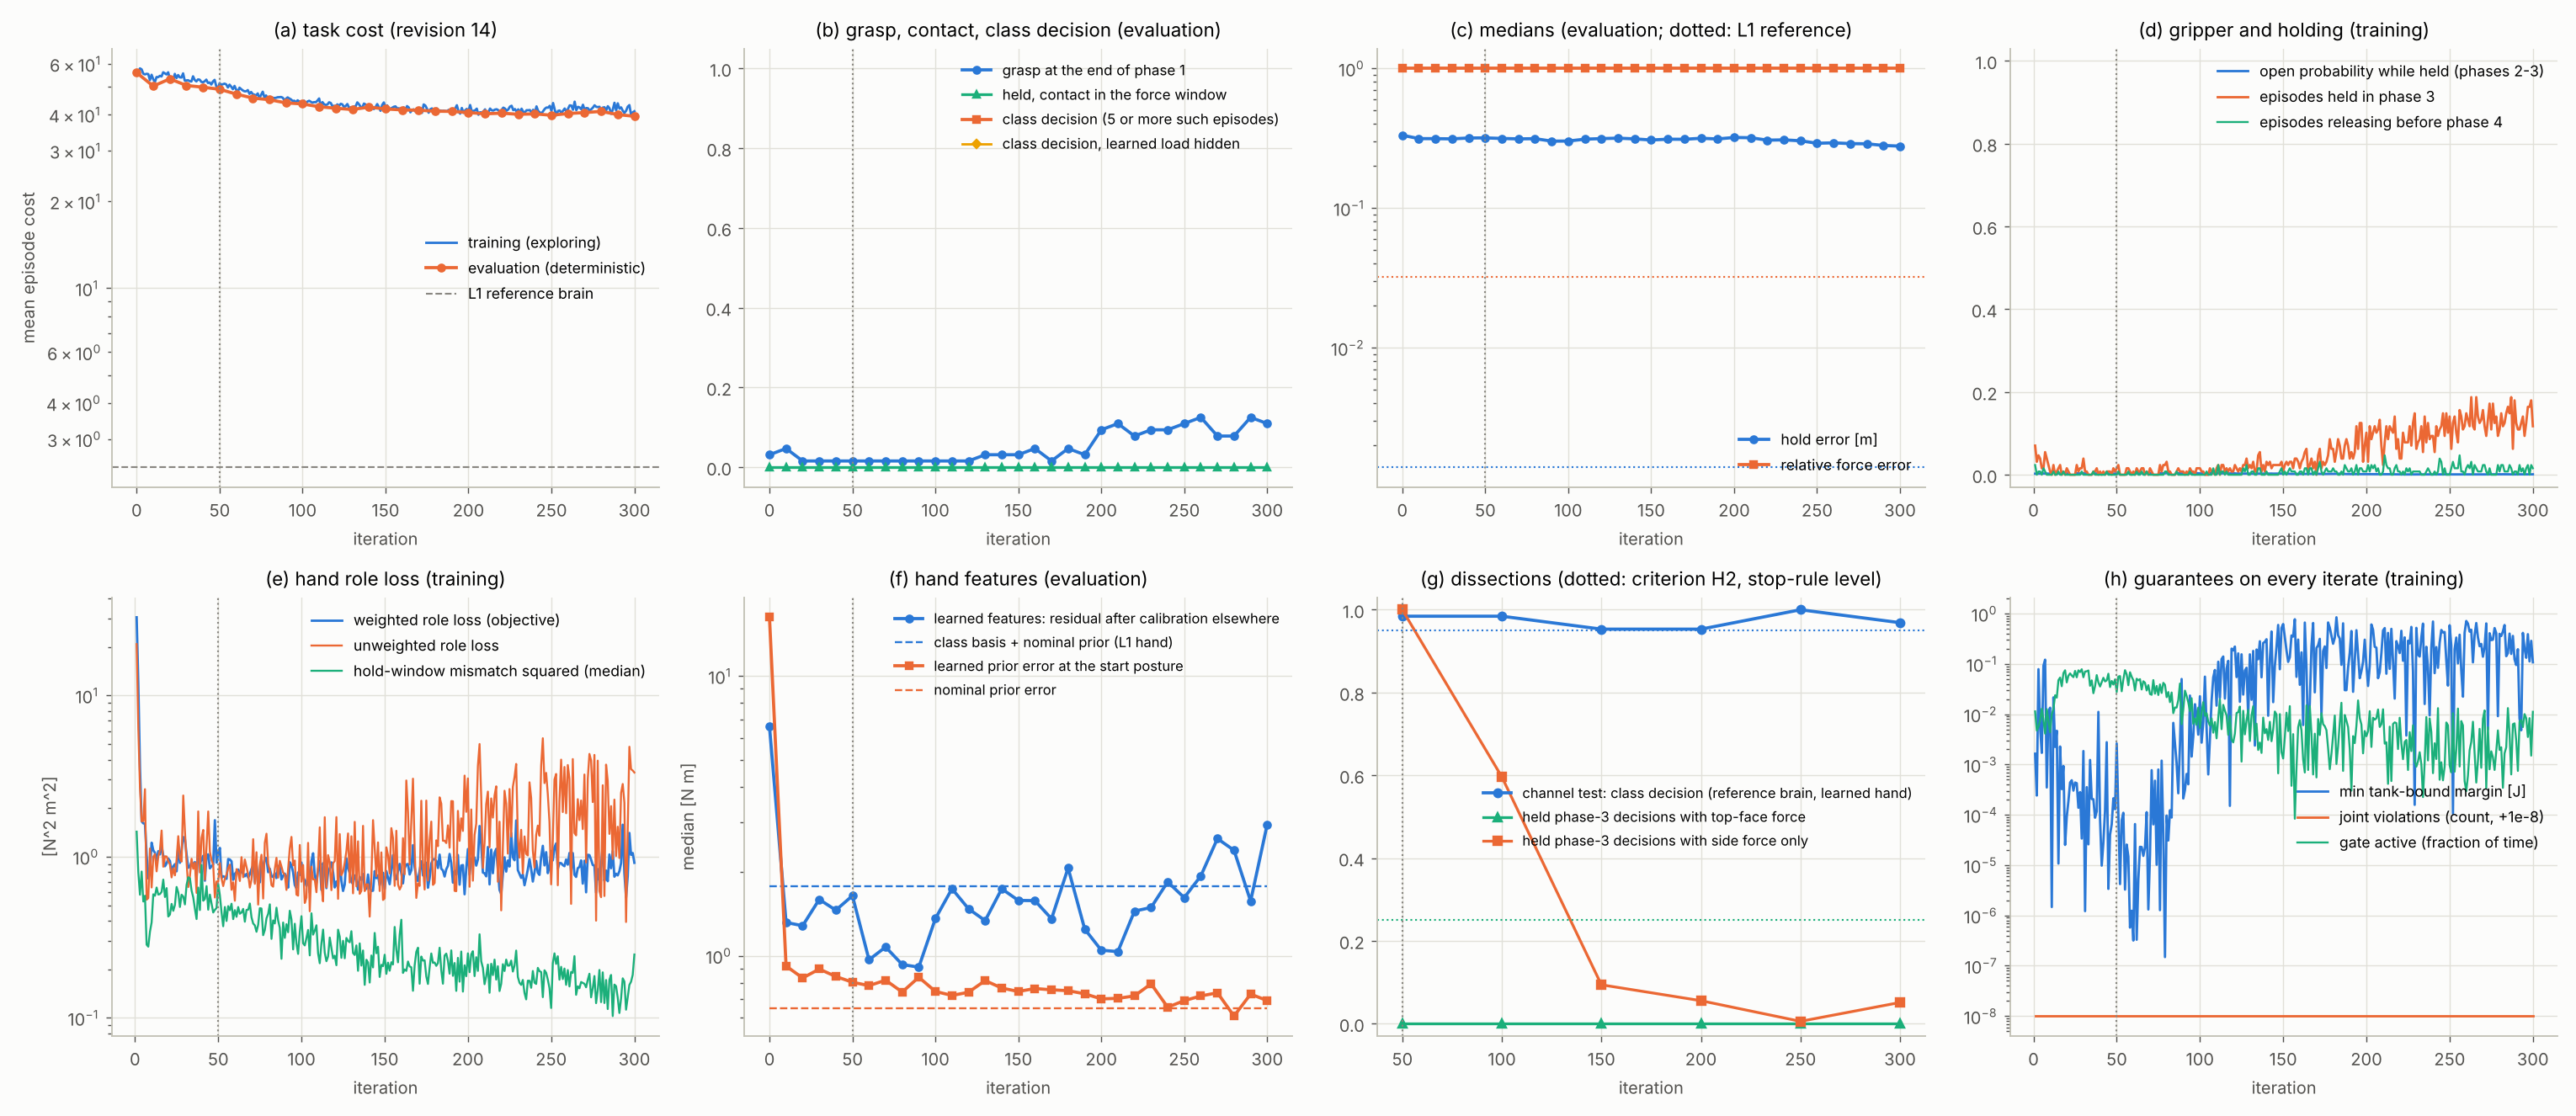 (a) task cost (revision 14)
6 × 10¹
4 × 10¹
3 × 10¹
2 × 10¹
10¹
6 × 10⁰
4 × 10⁰
3 × 10⁰
mean episode cost
training (exploring)
evaluation (deterministic)
L1 reference brain
0 50 100 150 200 250 300
iteration
(b) grasp, contact, class decision (evaluation)
1.0
0.8
0.6
0.4
0.2
0.0
grasp at the end of phase 1
held, contact in the force window
class decision (5 or more such episodes)
class decision, learned load hidden
0 50 100 150 200 250 300
iteration
(c) medians (evaluation; dotted: L1 reference)
10⁰
10⁻¹
10⁻²
hold error [m]
relative force error
0 50 100 150 200 250 300
iteration
(d) gripper and holding (training)
1.0
0.8
0.6
0.4
0.2
0.0
open probability while held (phases 2-3)
episodes held in phase 3
episodes releasing before phase 4
0 50 100 150 200 250 300
iteration
(e) hand role loss (training)
10¹
10⁰
10⁻¹
[N^2 m^2]
weighted role loss (objective)
unweighted role loss
hold-window mismatch squared (median)
0 50 100 150 200 250 300
iteration
(f) hand features (evaluation)
10¹
10⁰
median [N m]
learned features: residual after calibration elsewhere
class basis + nominal prior (L1 hand)
learned prior error at the start posture
nominal prior error
0 50 100 150 200 250 300
iteration
(g) dissections (dotted: criterion H2, stop-rule level)
1.0
0.8
0.6
0.4
0.2
0.0
channel test: class decision (reference brain, learned hand)
held phase-3 decisions with top-face force
held phase-3 decisions with side force only
50 100 150 200 250 300
iteration
(h) guarantees on every iterate (training)
10⁰
10⁻¹
10⁻²
10⁻³
10⁻⁴
10⁻⁵
10⁻⁶
10⁻⁷
10⁻⁸
min tank-bound margin [J]
joint violations (count, +1e-8)
gate active (fraction of time)
0 50 100 150 200 250 300
iteration